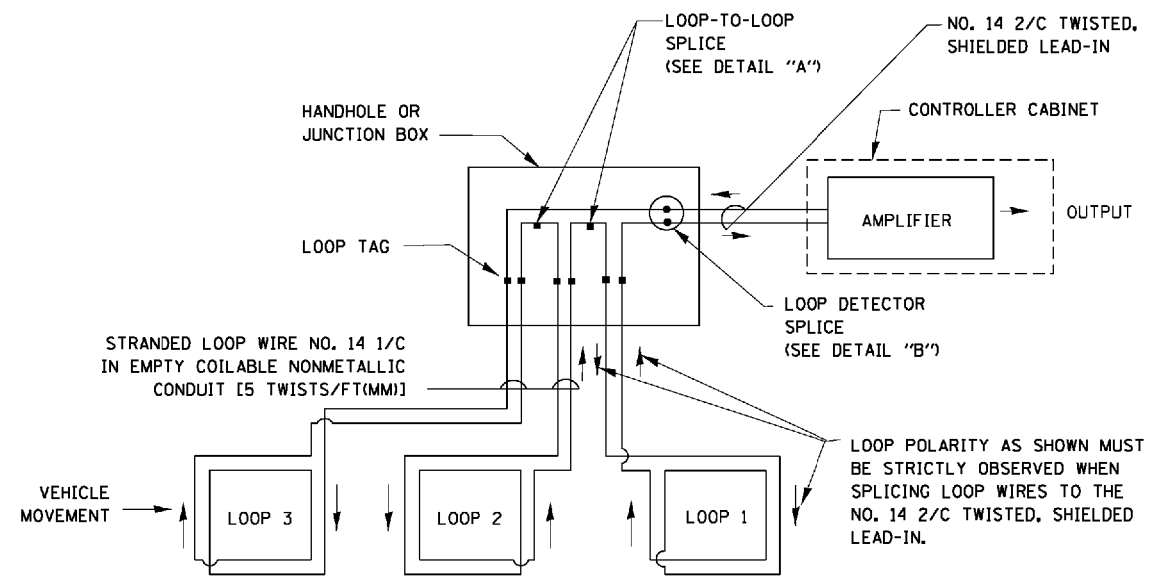 LOOP-TO-LOOP
SPLICE
(SEE DETAIL "A")
NO. 14 2/C TWISTED,
SHIELDED LEAD-IN
HANDHOLE OR
JUNCTION BOX
CONTROLLER CABINET
AMPLIFIER
OUTPUT
LOOP TAG
LOOP DETECTOR
SPLICE
(SEE DETAIL "B")
STRANDED LOOP WIRE NO. 14 1/C
IN EMPTY COILABLE NONMETALLIC
CONDUIT [5 TWISTS/FT(MM)]
LOOP POLARITY AS SHOWN MUST
BE STRICTLY OBSERVED WHEN
SPLICING LOOP WIRES TO THE
NO. 14 2/C TWISTED, SHIELDED
LEAD-IN.
VEHICLE
MOVEMENT
LOOP 3
LOOP 2
LOOP 1